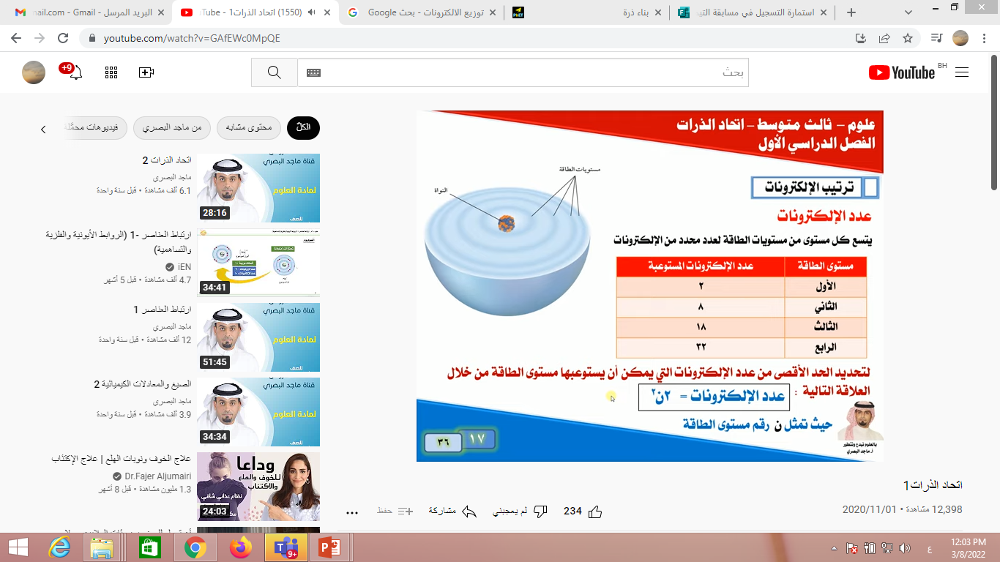 البريد المرسل - mail.com - Gmail
(1550) اتحاد الذرات1 - YouTube
توزيع الالكترونات - بحث Google
PhET
بناء ذرة
استمارة التسجيل في مسابقة
youtube.com/watch?v=GAfEWc0MpQE
+9
بحث
YouTube BH
الكلّ
محتوى مشابه
من ماجد البصري
فيديوهات محمَّلة
علوم - ثالث متوسط - اتحاد الذرات
الفصل الدراسي الأول
ترتيب الإلكترونات
مستويات الطاقة
النواة
عدد الإلكترونات
يتسع كل مستوى من مستويات الطاقة لعدد محدد من الإلكترونات
مستوى الطاقة عدد الإلكترونات المستوعبة
الأول ٢
الثاني ٨
الثالث ١٨
الرابع ٣٢
لتحديد الحد الأقصى من عدد الإلكترونات التي يمكن أن يستوعبها مستوى الطاقة من خلال
العلاقة التالية :
عدد الإلكترونات = ٢ن٢
حيث تمثل ن رقم مستوى الطاقة
بالعلوم نبدع ونتطور
أ. ماجد البصري
١٧
٣٦
اتحاد الذرات1
12,398 مشاهدة • 2020/11/01
234
لم يعجبني
مشاركة
حفظ
قناة ماجد البصري
لمادة العلوم
للصف
28:16
اتحاد الذرات 2
ماجد البصري
6.1 ألف مشاهدة • قبل سنة واحدة
34:41
ارتباط العناصر -1 (الروابط الأيونية والفلزية
والتساهمية)
iEN
4.7 ألف مشاهدة • قبل 5 أشهر
قناة ماجد البصري
لمادة العلوم
للصف
51:45
ارتباط العناصر 1
ماجد البصري
12 ألف مشاهدة • قبل سنة واحدة
قناة ماجد البصري
لمادة العلوم
34:34
الصيغ والمعادلات الكيميائية 2
ماجد البصري
3.9 ألف مشاهدة • قبل سنة واحدة
وداعا
للخوف والهلع
والاكتئاب
نظام غذائي شافي
24:03
علاج الخوف ونوبات الهلع | علاج الإكتئاب
Dr.Fajer Aljumairi
1.3 مليون مشاهدة • قبل 8 أشهر
9+
ع
12:03 PM
3/8/2022